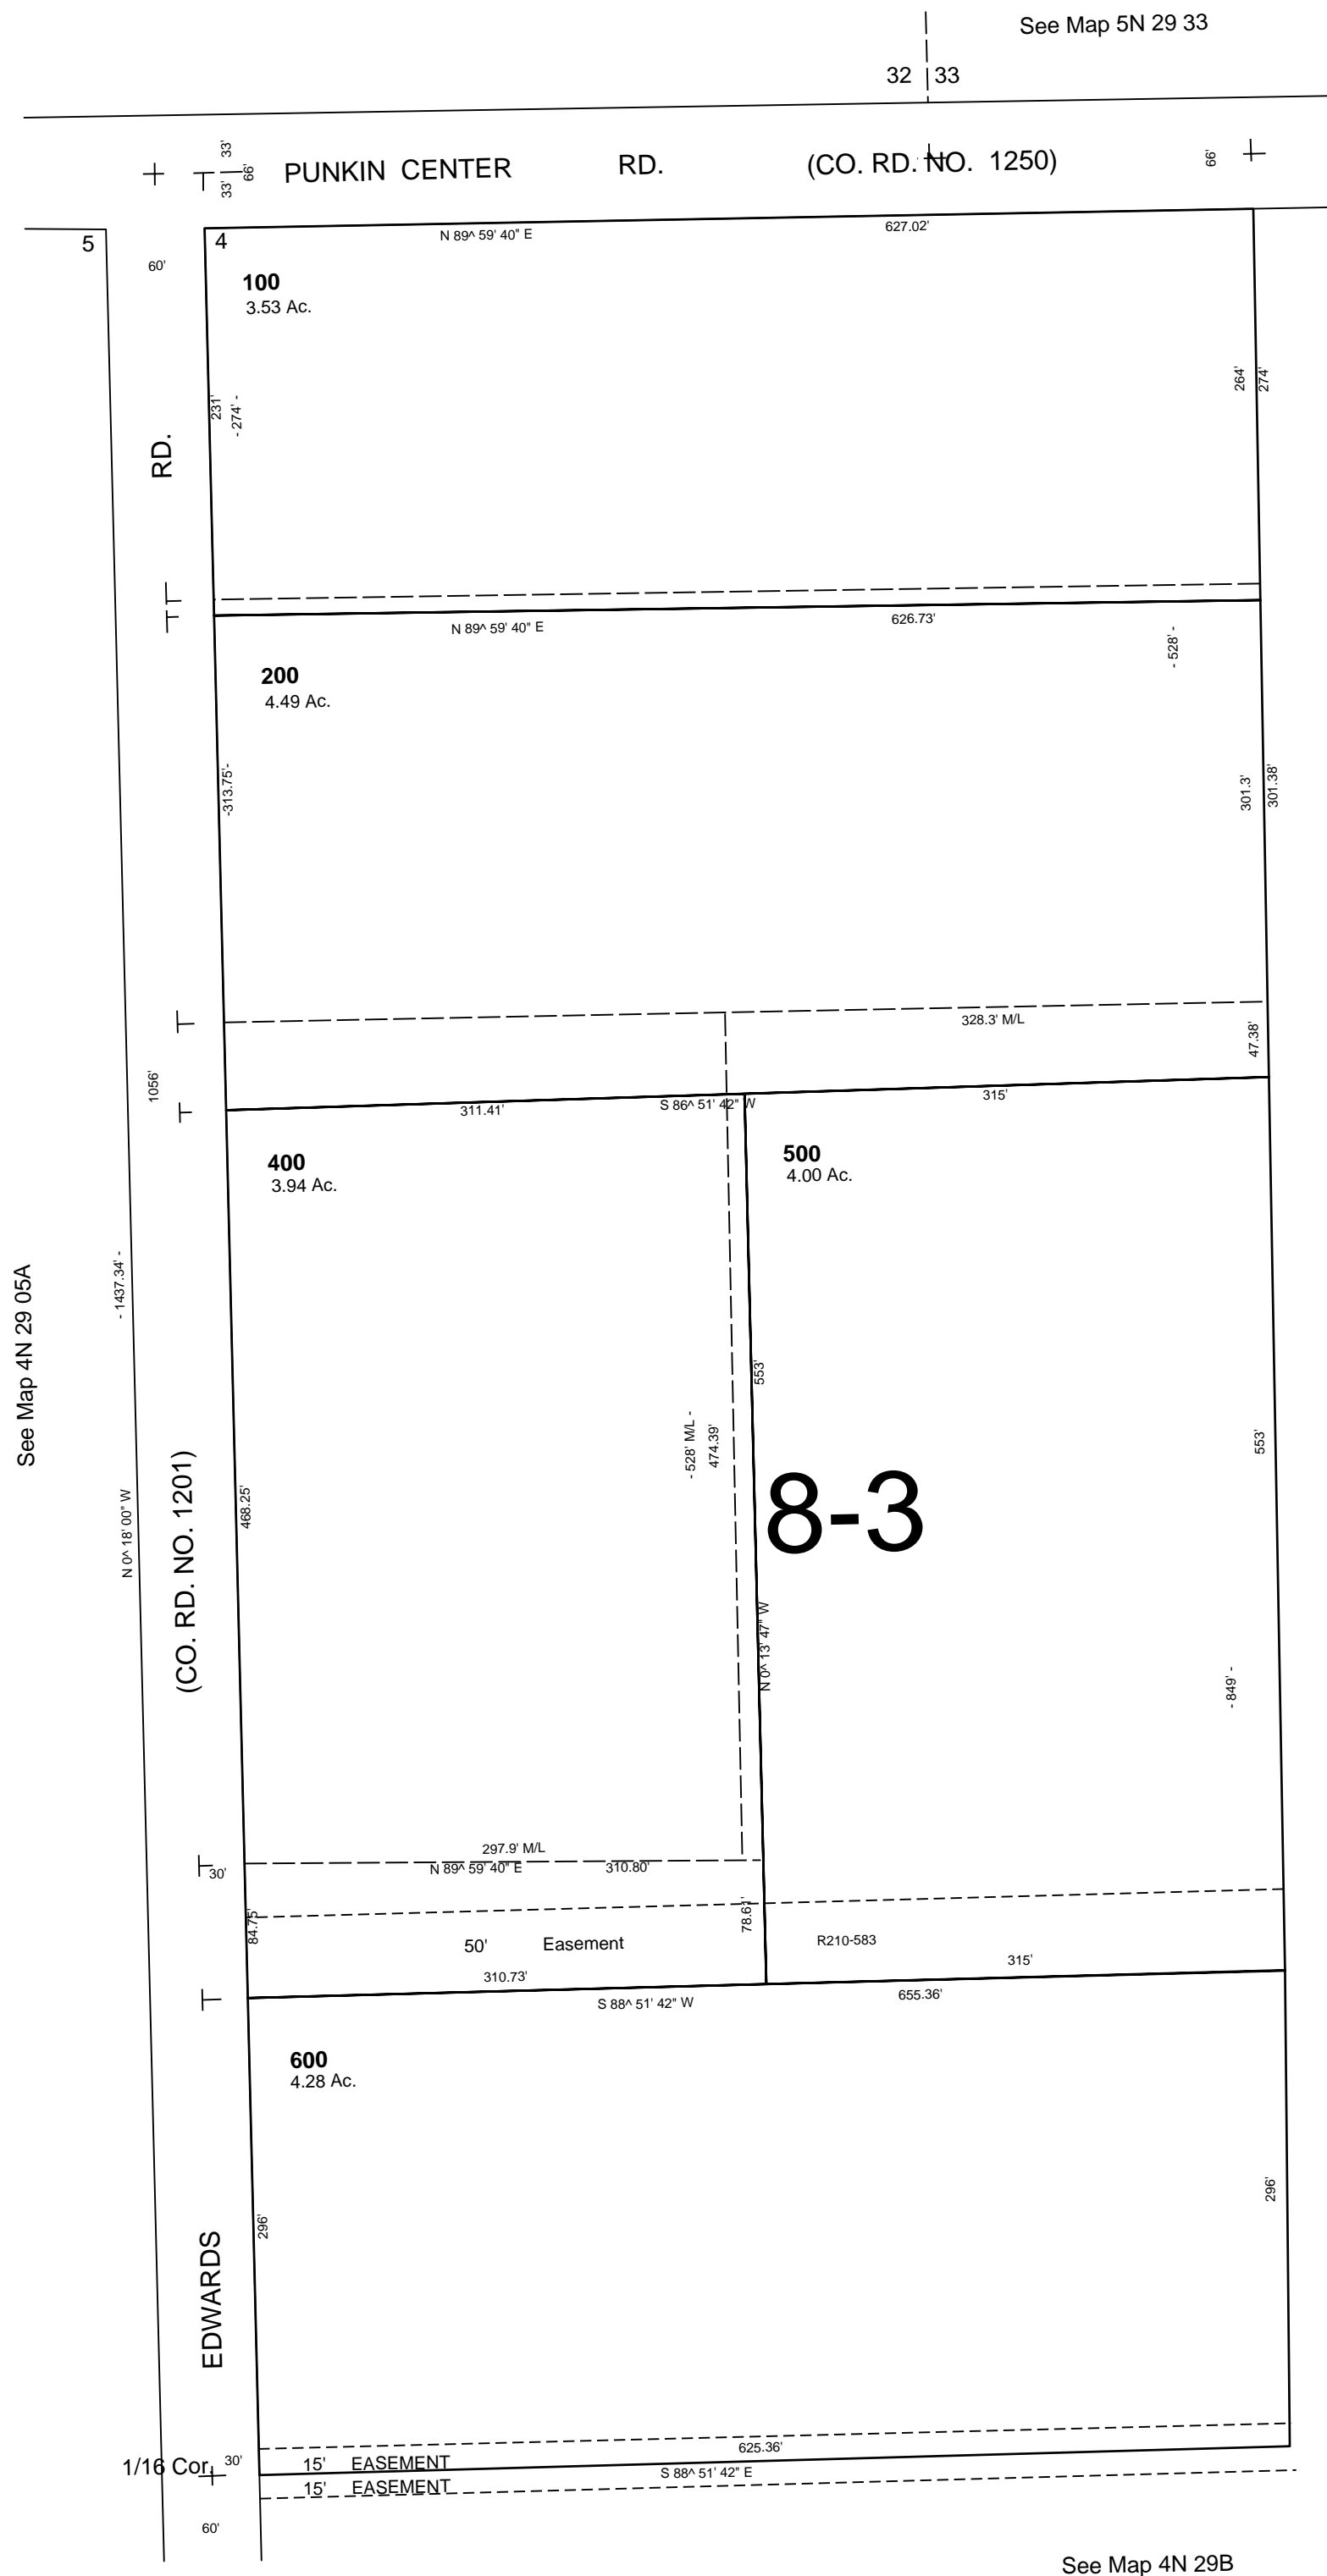 See Map 5N 29 33
32 33
33'
33'
66'
PUNKIN CENTER RD. (CO. RD. NO. 1250)
66'
5
4
60'
N 89^ 59' 40" E
627.02'
100
3.53 Ac.
231'
- 274' -
264'
274'
RD.
N 89^ 59' 40" E
626.73'
- 528' -
200
4.49 Ac.
-313.75'-
301.3'
301.38'
328.3' M/L
47.38'
1056'
311.41'
S 86^ 51' 42" W
315'
400
3.94 Ac.
500
4.00 Ac.
See Map 4N 29 05A
- 1437.34' -
N 0^ 18' 00" W
(CO. RD. NO. 1201)
468.25'
- 528' M/L -
474.39'
553'
8-3
553'
N 0^ 13' 47" W
- 849' -
297.9' M/L
30'
N 89^ 59' 40" E
310.80'
84.75'
78.61'
50' Easement
R210-583
310.73'
315'
S 88^ 51' 42" W
655.36'
600
4.28 Ac.
296'
296'
EDWARDS
625.36'
1/16 Cor.
30'
15' EASEMENT
S 88^ 51' 42" E
15' EASEMENT
60'
See Map 4N 29B